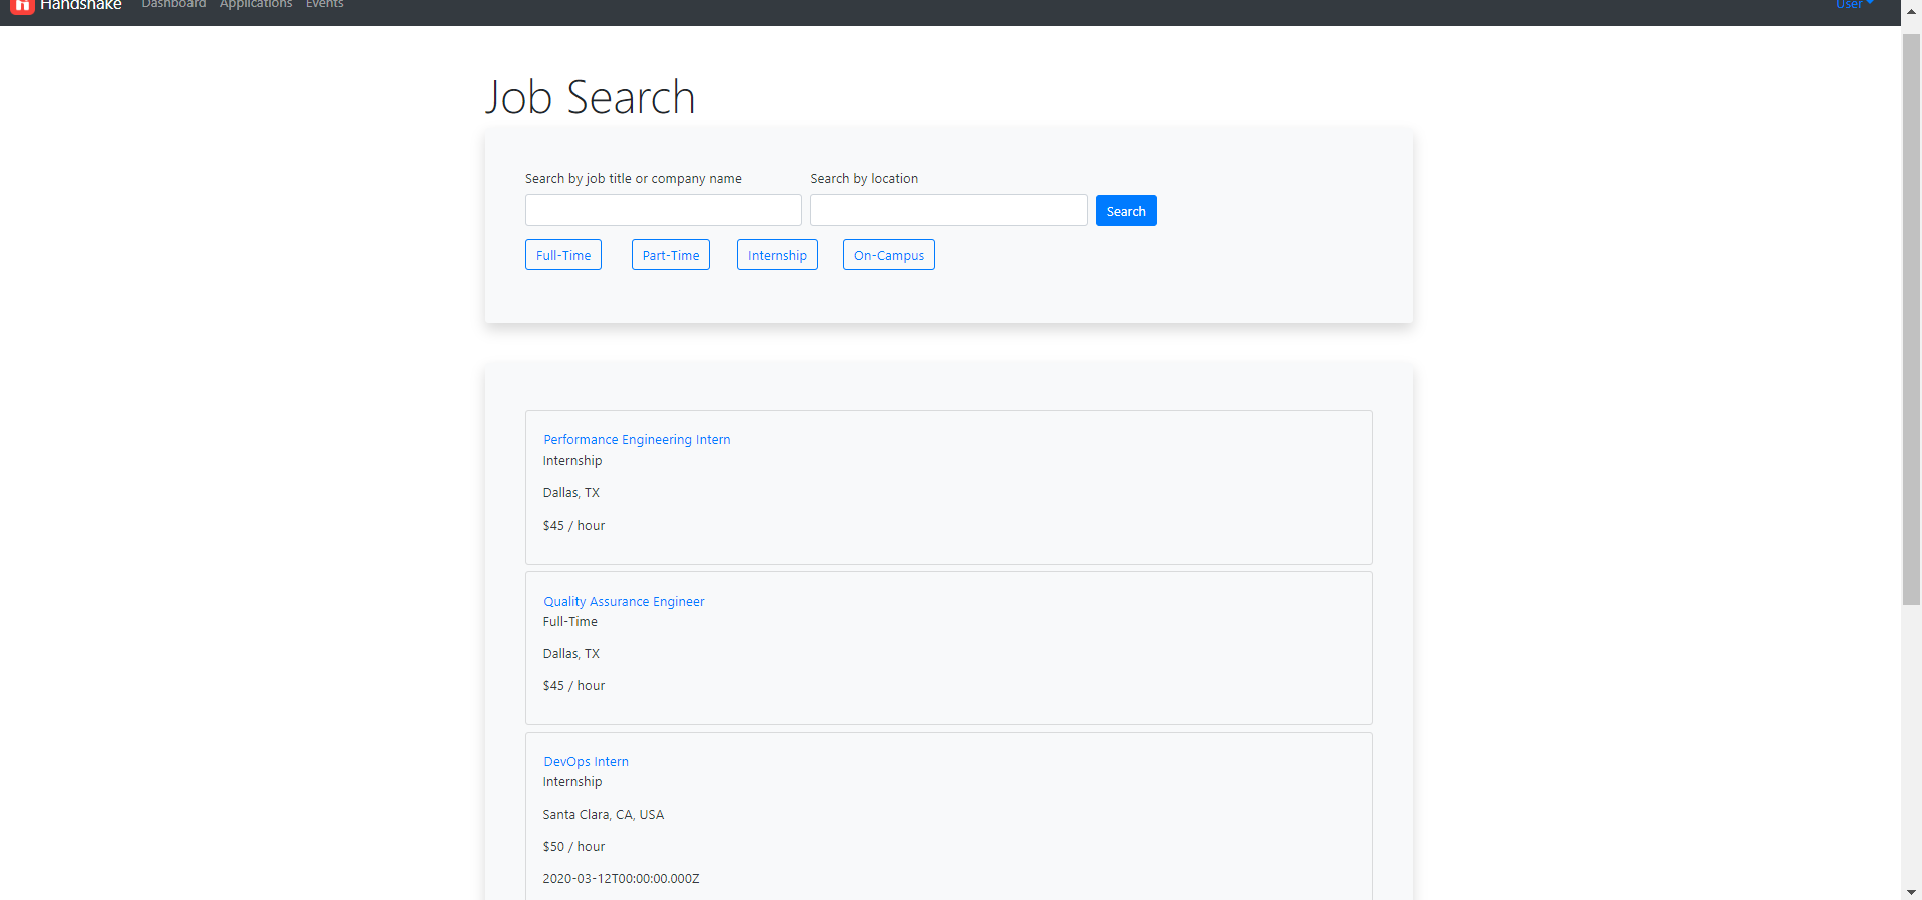 Handshake Dashboard Applications Events User
Job Search
Search by job title or company name Search by location
Search
Full-Time Part-Time Internship On-Campus
Performance Engineering Intern
Internship
Dallas, TX
$45 / hour
Quality Assurance Engineer
Full-Time
Dallas, TX
$45 / hour
DevOps Intern
Internship
Santa Clara, CA, USA
$50 / hour
2020-03-12T00:00:00.000Z